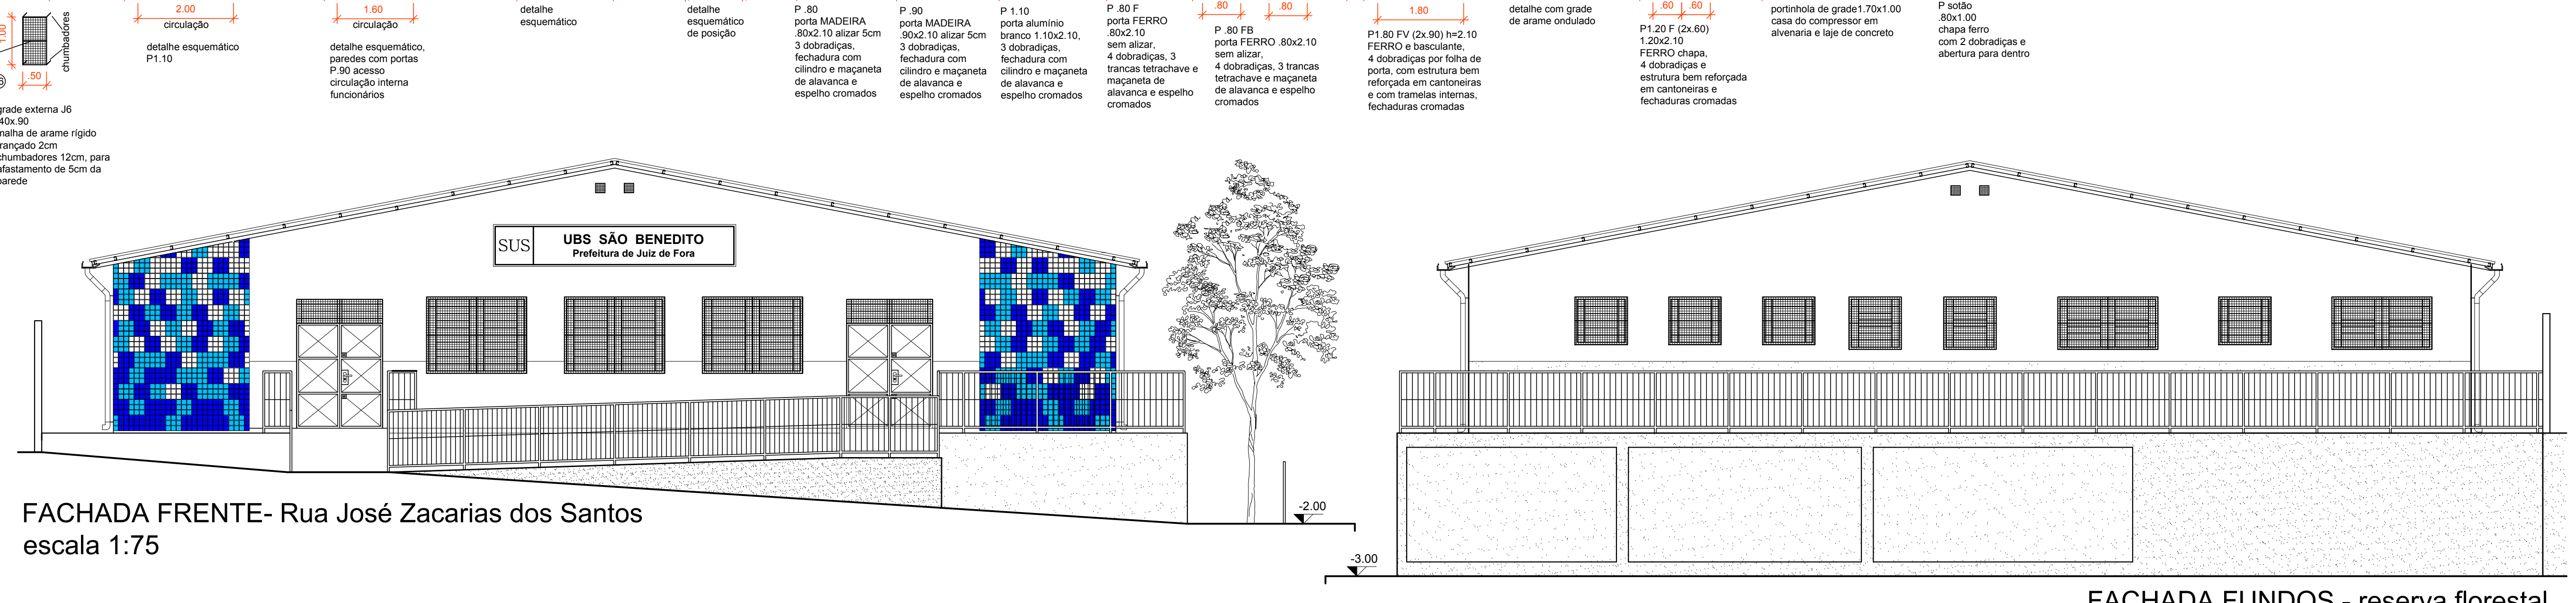 1.00
chumbadores
.50
grade externa J6
40x.90
malha de arame rígido
trançado 2cm
chumbadores 12cm, para
afastamento de 5cm da
parede
2.00
circulação
detalhe esquemático
P1.10
1.60
circulação
detalhe esquemático,
paredes com portas
P.90 acesso
circulação interna
funcionários
detalhe
esquemático
detalhe
esquemático
de posição
P .80
porta MADEIRA
.80x2.10 alizar 5cm
3 dobradiças,
fechadura com
cilindro e maçaneta
de alavanca e
espelho cromados
P .90
porta MADEIRA
.90x2.10 alizar 5cm
3 dobradiças,
fechadura com
cilindro e maçaneta
de alavanca e
espelho cromados
P 1.10
porta alumínio
branco 1.10x2.10,
3 dobradiças,
fechadura com
cilindro e maçaneta
de alavanca e
espelho cromados
P .80 F
porta FERRO
.80x2.10
sem alizar,
4 dobradiças, 3
trancas tetrachave e
maçaneta de
alavanca e espelho
cromados
.80
.80
P .80 FB
porta FERRO .80x2.10
sem alizar,
4 dobradiças, 3 trancas
tetrachave e maçaneta
de alavanca e espelho
cromados
1.80
P1.80 FV (2x.90) h=2.10
FERRO e basculante,
4 dobradiças por folha de
porta, com estrutura bem
reforçada em cantoneiras
e com tramelas internas,
fechaduras cromadas
detalhe com grade
de arame ondulado
.60
.60
P1.20 F (2x.60)
1.20x2.10
FERRO chapa,
4 dobradiças e
estrutura bem reforçada
em cantoneiras e
fechaduras cromadas
portinhola de grade1.70x1.00
casa do compressor em
alvenaria e laje de concreto
P sotão
.80x1.00
chapa ferro
com 2 dobradiças e
abertura para dentro
SUS
UBS SÃO BENEDITO
Prefeitura de Juiz de Fora
FACHADA FRENTE- Rua José Zacarias dos Santos
escala 1:75
-2.00
-3.00
FACHADA FUNDOS - reserva florestal